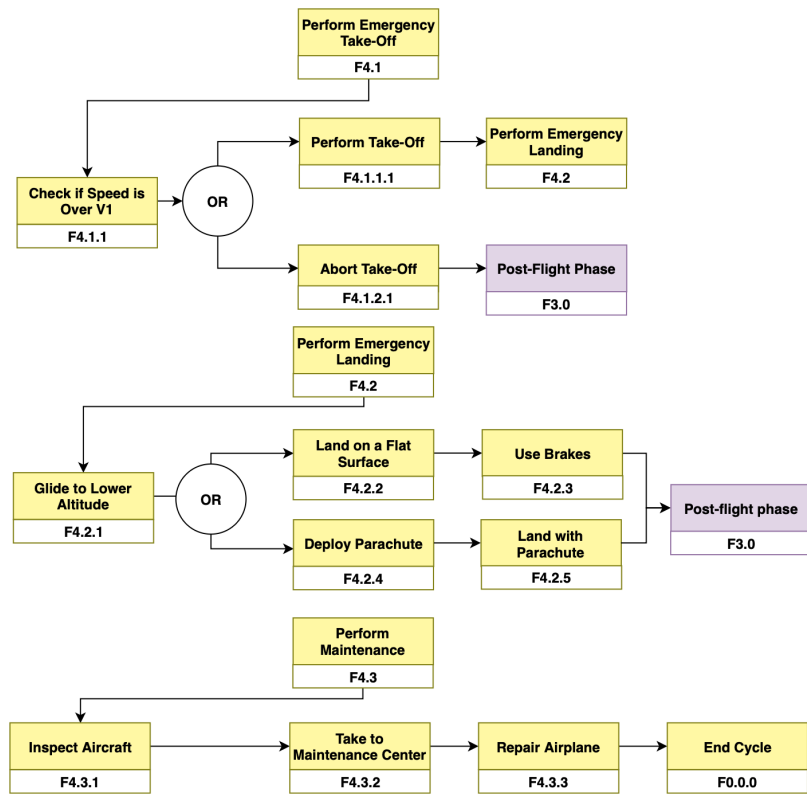 Perform Emergency
Take-Off
F4.1
Check if Speed is
Over V1
F4.1.1
OR
Perform Take-Off
F4.1.1.1
Perform Emergency
Landing
F4.2
Abort Take-Off
F4.1.2.1
Post-Flight Phase
F3.0
Perform Emergency
Landing
F4.2
Glide to Lower
Altitude
F4.2.1
OR
Land on a Flat
Surface
F4.2.2
Use Brakes
F4.2.3
Deploy Parachute
F4.2.4
Land with
Parachute
F4.2.5
Post-flight phase
F3.0
Perform
Maintenance
F4.3
Inspect Aircraft
F4.3.1
Take to
Maintenance Center
F4.3.2
Repair Airplane
F4.3.3
End Cycle
F0.0.0